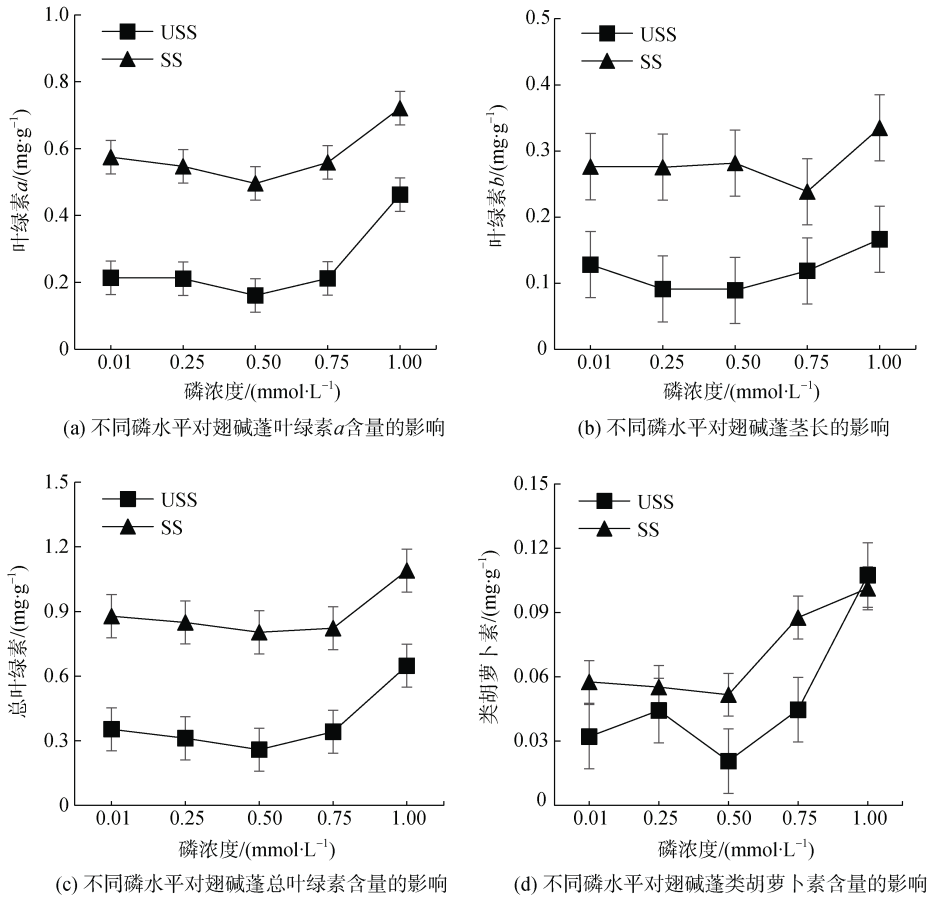 1.0
0.8
0.6
0.4
0.2
0
USS
SS
叶绿素a/(mg·g⁻¹)
0.01 0.25 0.50 0.75 1.00
磷浓度/(mmol·L⁻¹)
(a) 不同磷水平对翅碱蓬叶绿素a含量的影响
0.5
0.4
0.3
0.2
0.1
0
USS
SS
叶绿素b/(mg·g⁻¹)
0.01 0.25 0.50 0.75 1.00
磷浓度/(mmol·L⁻¹)
(b) 不同磷水平对翅碱蓬茎长的影响
1.5
1.2
0.9
0.6
0.3
0
USS
SS
总叶绿素/(mg·g⁻¹)
0.01 0.25 0.50 0.75 1.00
磷浓度/(mmol·L⁻¹)
(c) 不同磷水平对翅碱蓬总叶绿素含量的影响
0.15
0.12
0.09
0.06
0.03
0
USS
SS
类胡萝卜素/(mg·g⁻¹)
0.01 0.25 0.50 0.75 1.00
磷浓度/(mmol·L⁻¹)
(d) 不同磷水平对翅碱蓬类胡萝卜素含量的影响